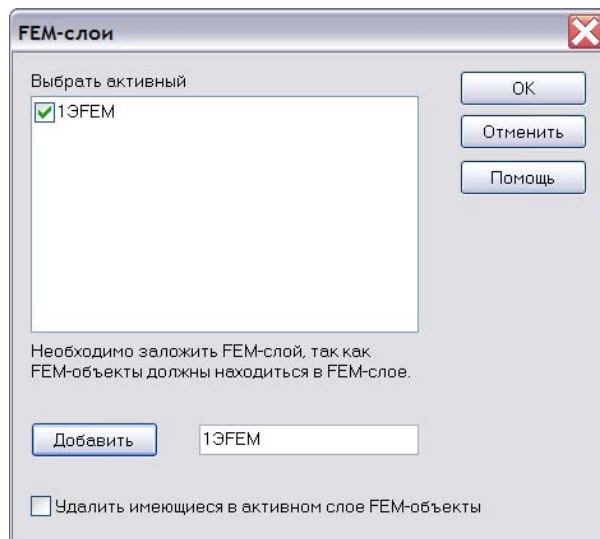 FEM-слои
Выбрать активный
1ЭFEM
OK
Отменить
Помощь
Необходимо заложить FEM-слой, так как
FEM-объекты должны находиться в FEM-слое.
Добавить
1ЭFEM
Удалить имеющиеся в активном слое FEM-объекты